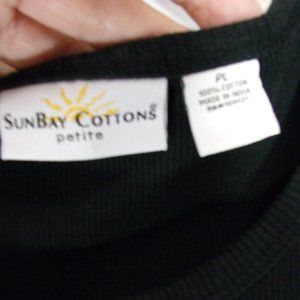 SUNBAY COTTONS
petite
PL
100% COTTON
MADE IN INDIA